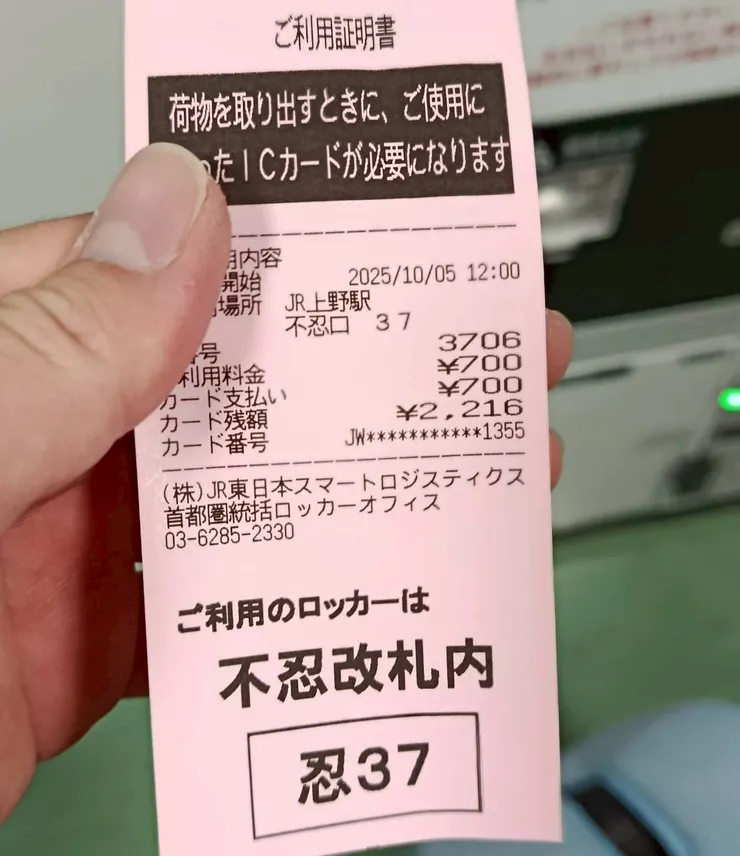 ご利用証明書
荷物を取り出すときに、ご使用に
たICカードが必要になります
用内容
開始 2025/10/05 12:00
場所 JR上野駅
不忍口 37
号 3706
利用料金 ¥700
カード支払い ¥700
カード残額 ¥2,216
カード番号 JW***********1355
(株)JR東日本スマートロジスティクス
首都圏統括ロッカーオフィス
03-6285-2330
ご利用のロッカーは
不忍改札内
忍37